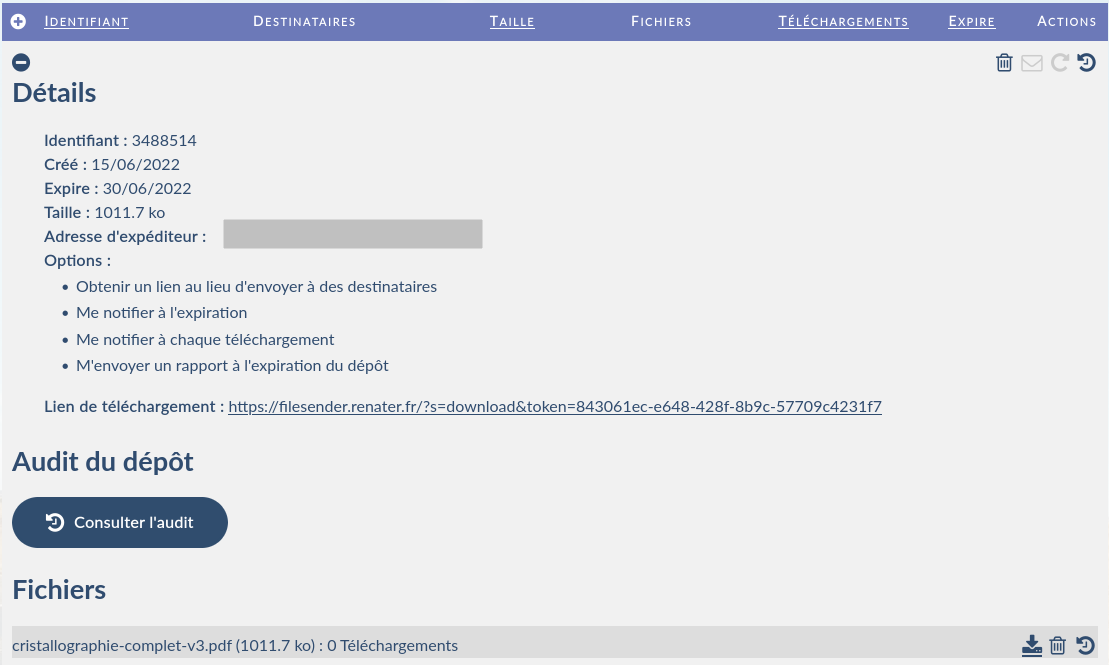 Identifiant Destinataires Taille Fichiers Téléchargements Expire Actions
Détails
Identifiant : 3488514
Créé : 15/06/2022
Expire : 30/06/2022
Taille : 1011.7 ko
Adresse d'expéditeur :
Options :
• Obtenir un lien au lieu d'envoyer à des destinataires
• Me notifier à l'expiration
• Me notifier à chaque téléchargement
• M'envoyer un rapport à l'expiration du dépôt
Lien de téléchargement : https://filesender.renater.fr/?s=download&token=843061ec-e648-428f-8b9c-57709c4231f7
Audit du dépôt
Consulter l'audit
Fichiers
cristallographie-complet-v3.pdf (1011.7 ko) : 0 Téléchargements